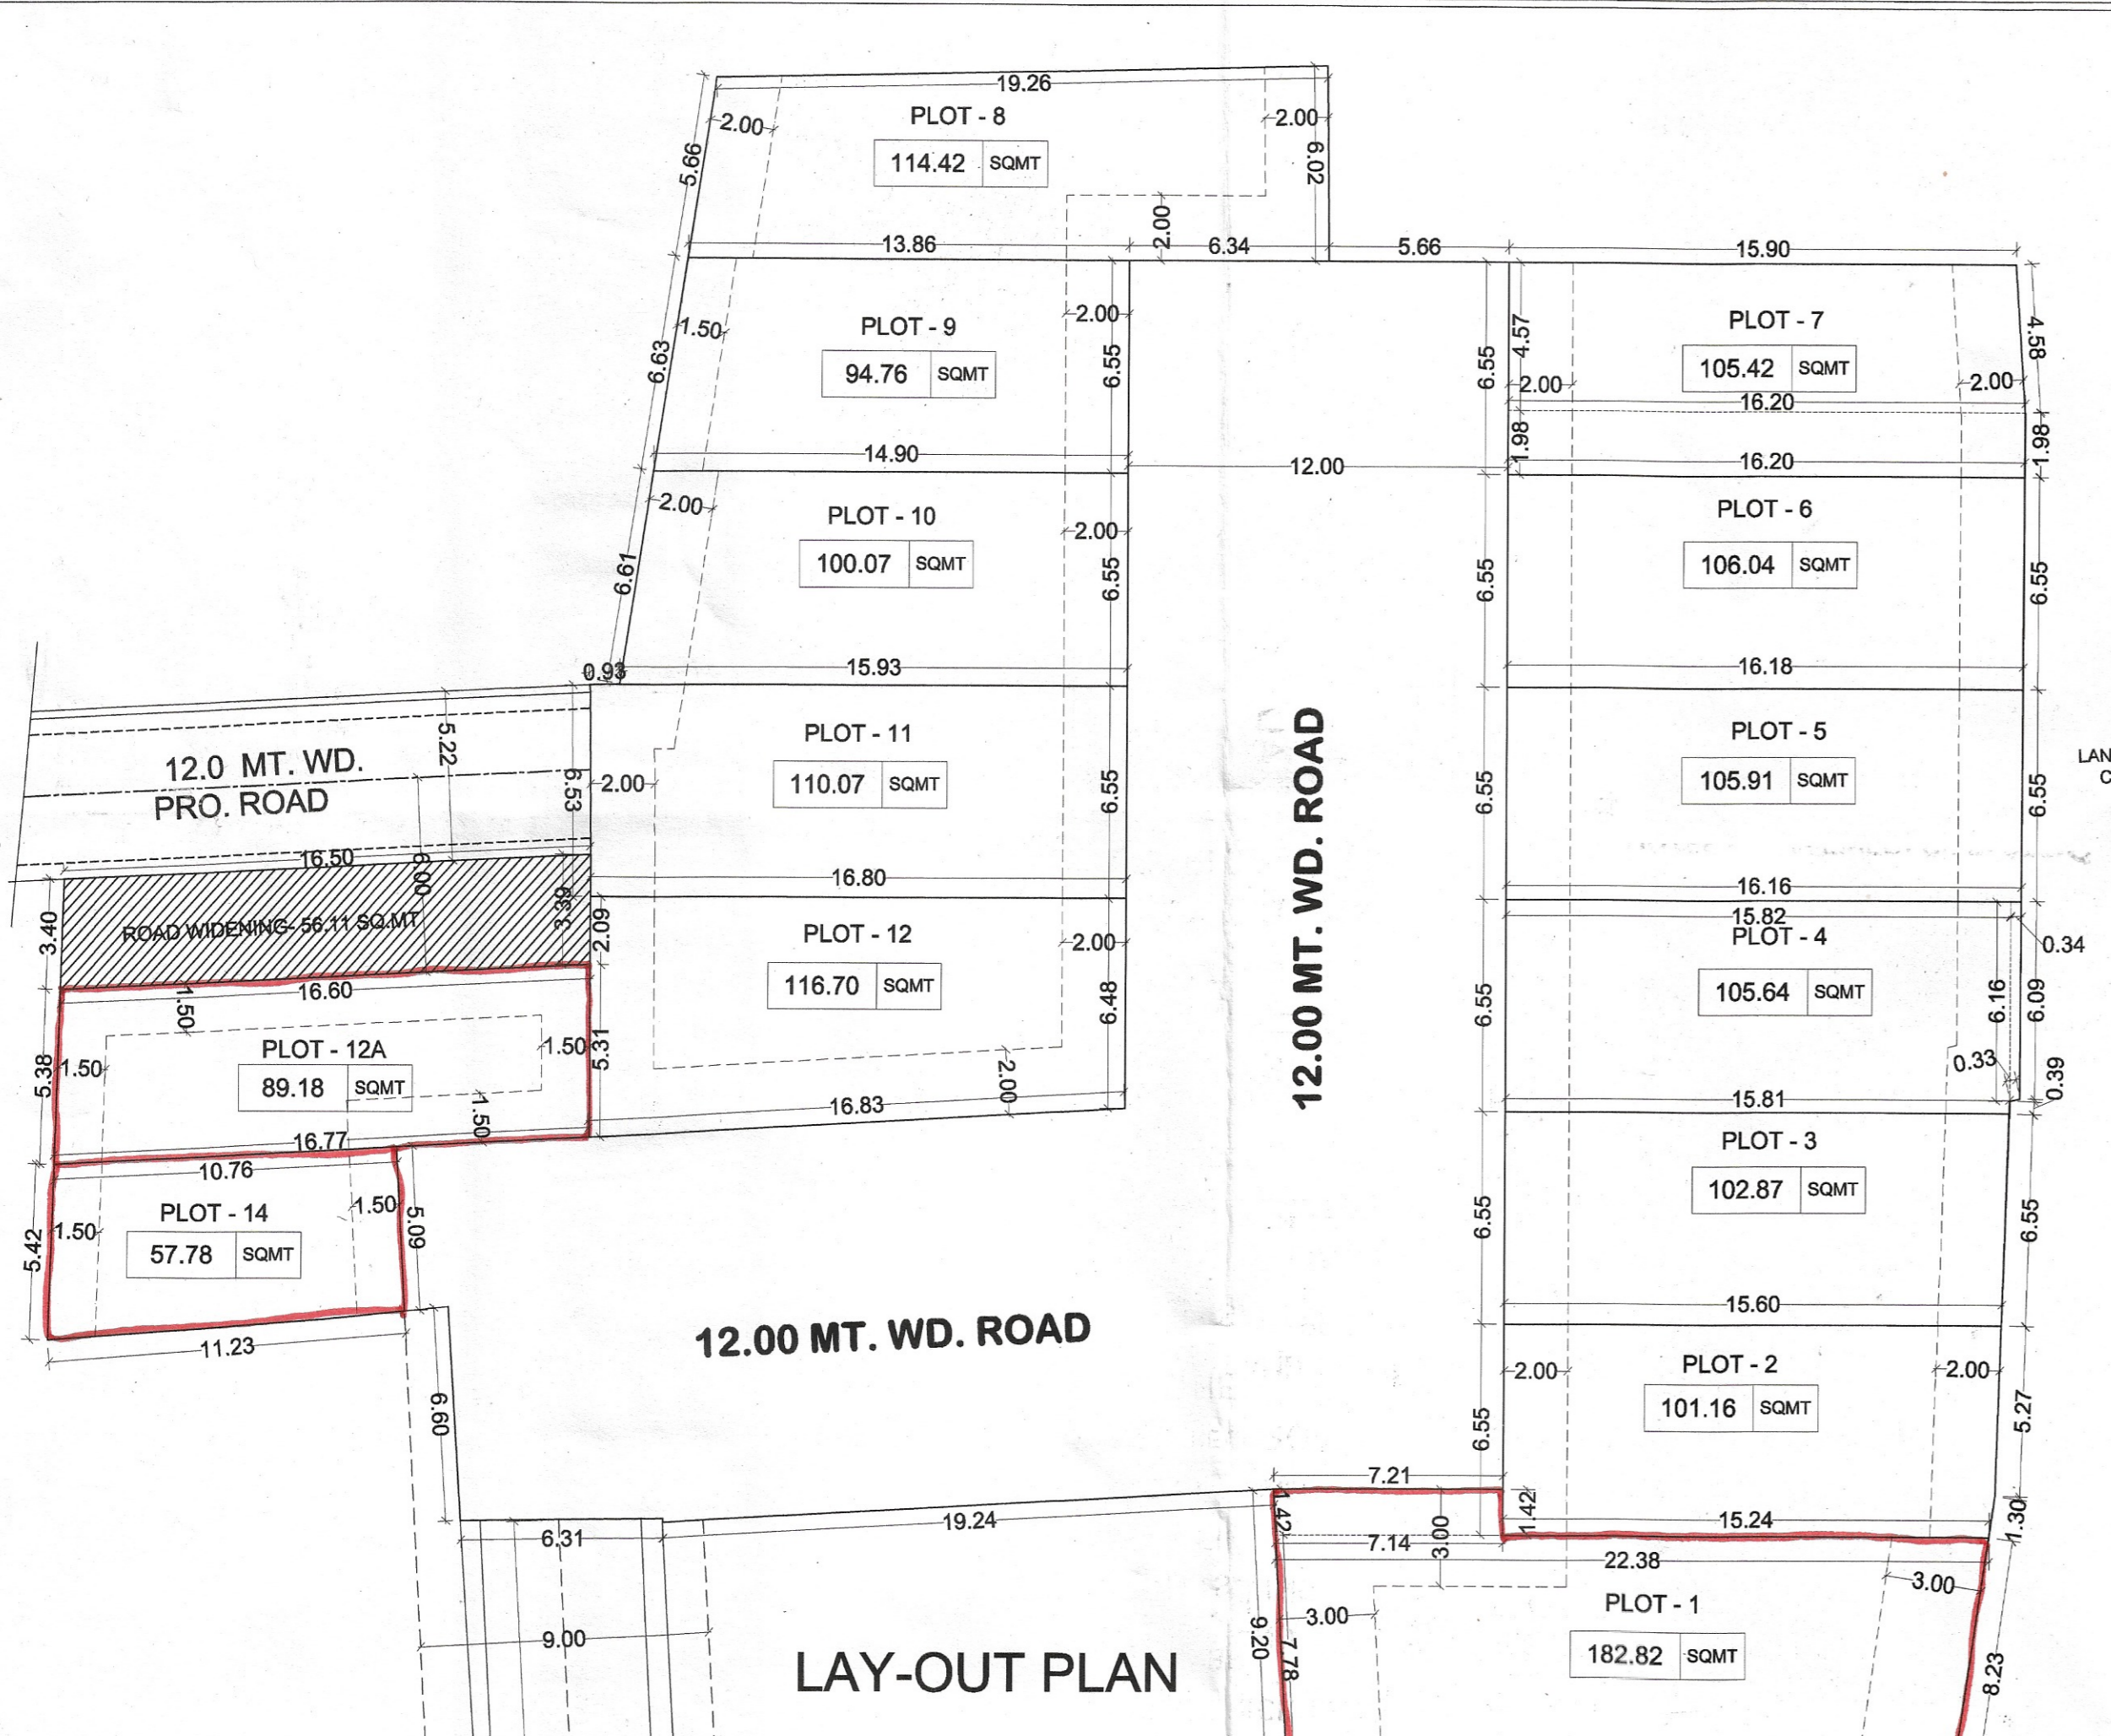 19.26
PLOT - 8
2.00
2.00
114.42 SQMT
5.66
6.02
2.00
13.86
6.34
5.66
15.90
PLOT - 9
94.76 SQMT
1.50
2.00
6.63
6.55
14.90
6.55
4.57
PLOT - 7
105.42 SQMT
4.58
2.00
2.00
16.20
1.98
1.98
16.20
12.00
2.00
PLOT - 10
100.07 SQMT
2.00
6.61
6.55
15.93
0.93
6.55
PLOT - 6
106.04 SQMT
6.55
16.18
5.22
12.0 MT. WD.
PRO. ROAD
6.53
2.00
PLOT - 11
110.07 SQMT
6.55
16.80
12.00 MT. WD. ROAD
6.55
PLOT - 5
105.91 SQMT
6.55
LAN
C
16.16
16.50
6.00
3.39
3.40
ROAD WIDENING- 56.11 SQ.MT
2.09
PLOT - 12
116.70 SQMT
2.00
6.48
2.00
16.83
15.82
PLOT - 4
105.64 SQMT
0.34
6.55
6.16
6.09
0.33
0.39
15.81
16.60
1.50
PLOT - 12A
89.18 SQMT
1.50
1.50
5.38
5.31
1.50
16.77
10.76
PLOT - 14
57.78 SQMT
1.50
1.50
5.42
5.09
11.23
6.55
PLOT - 3
102.87 SQMT
6.55
15.60
12.00 MT. WD. ROAD
6.60
6.55
PLOT - 2
101.16 SQMT
2.00
2.00
5.27
1.30
7.21
1.42
1.42
15.24
6.31
19.24
7.14
3.00
22.38
3.00
3.00
PLOT - 1
182.82 SQMT
9.20
7.78
8.23
9.00
LAY-OUT PLAN